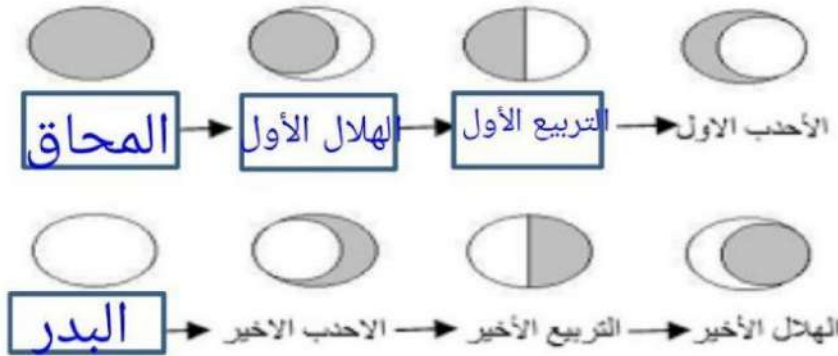 المحاق الهلال الأول التربيع الأول الأحدب الاول
البدر الاحدب الاخير التربيع الأخير الهلال الأخير